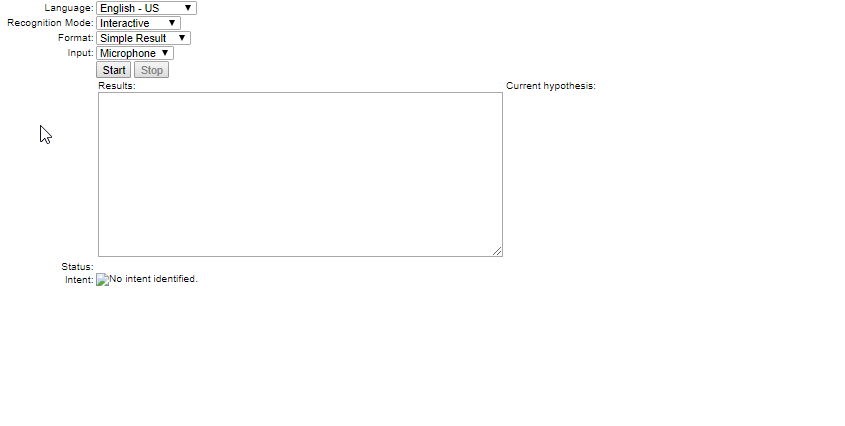 Language: English - US
Recognition Mode: Interactive
Format: Simple Result
Input: Microphone
Start Stop
Results: Current hypothesis:
Status:
Intent: No intent identified.